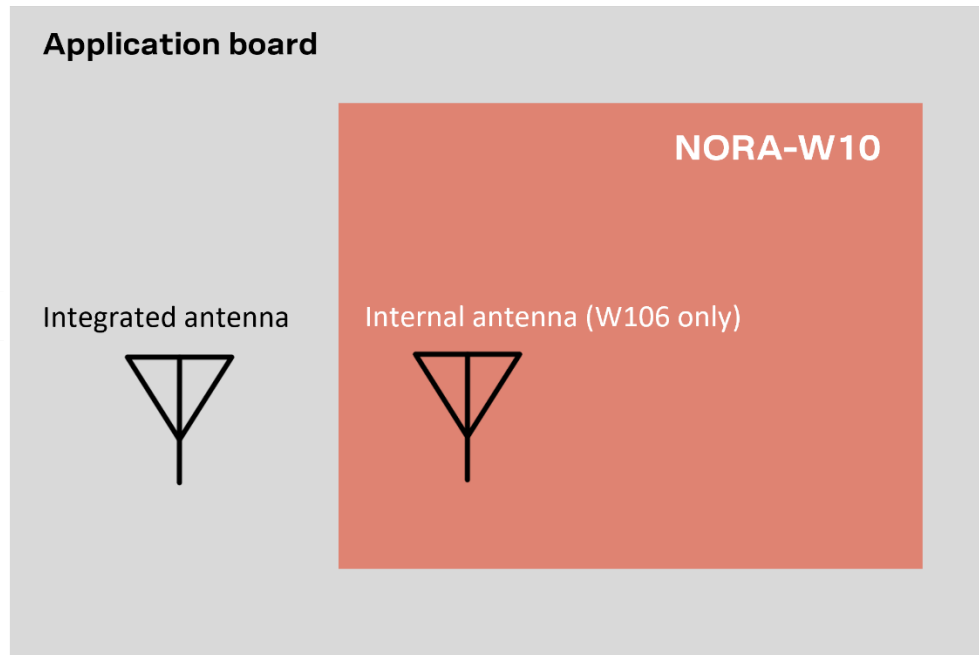 Application board
NORA-W10
Integrated antenna
Internal antenna (W106 only)